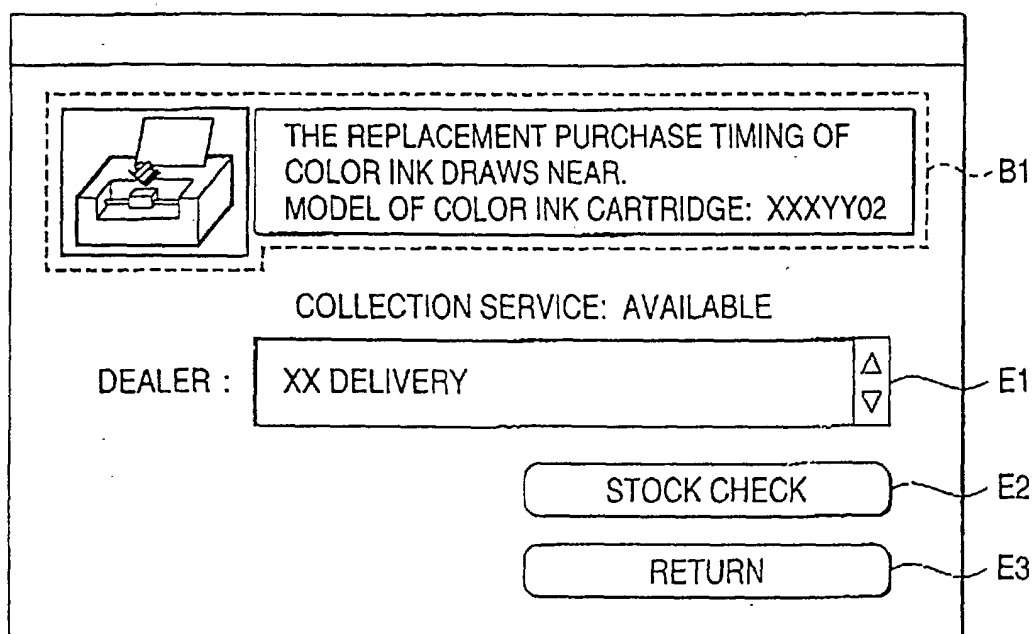 THE REPLACEMENT PURCHASE TIMING OF
COLOR INK DRAWS NEAR.
MODEL OF COLOR INK CARTRIDGE: XXXYY02
B1
COLLECTION SERVICE: AVAILABLE
DEALER : XX DELIVERY
E1
STOCK CHECK
E2
RETURN
E3